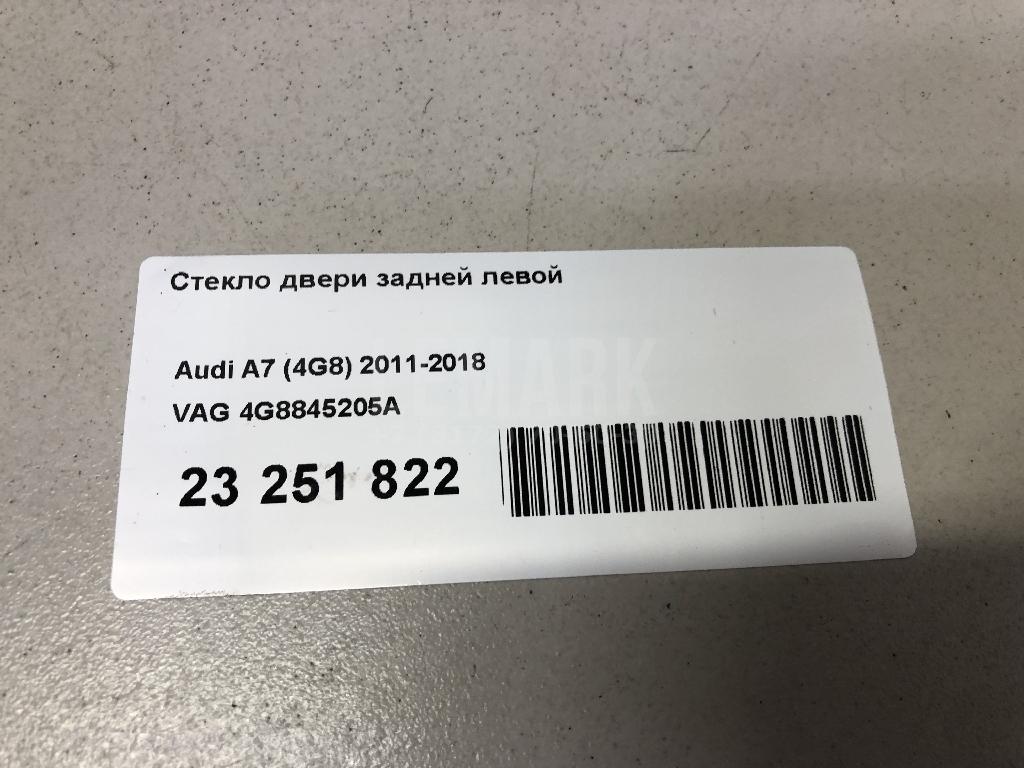 Стекло двери задней левой
Audi A7 (4G8) 2011-2018
VAG 4G8845205A
23 251 822